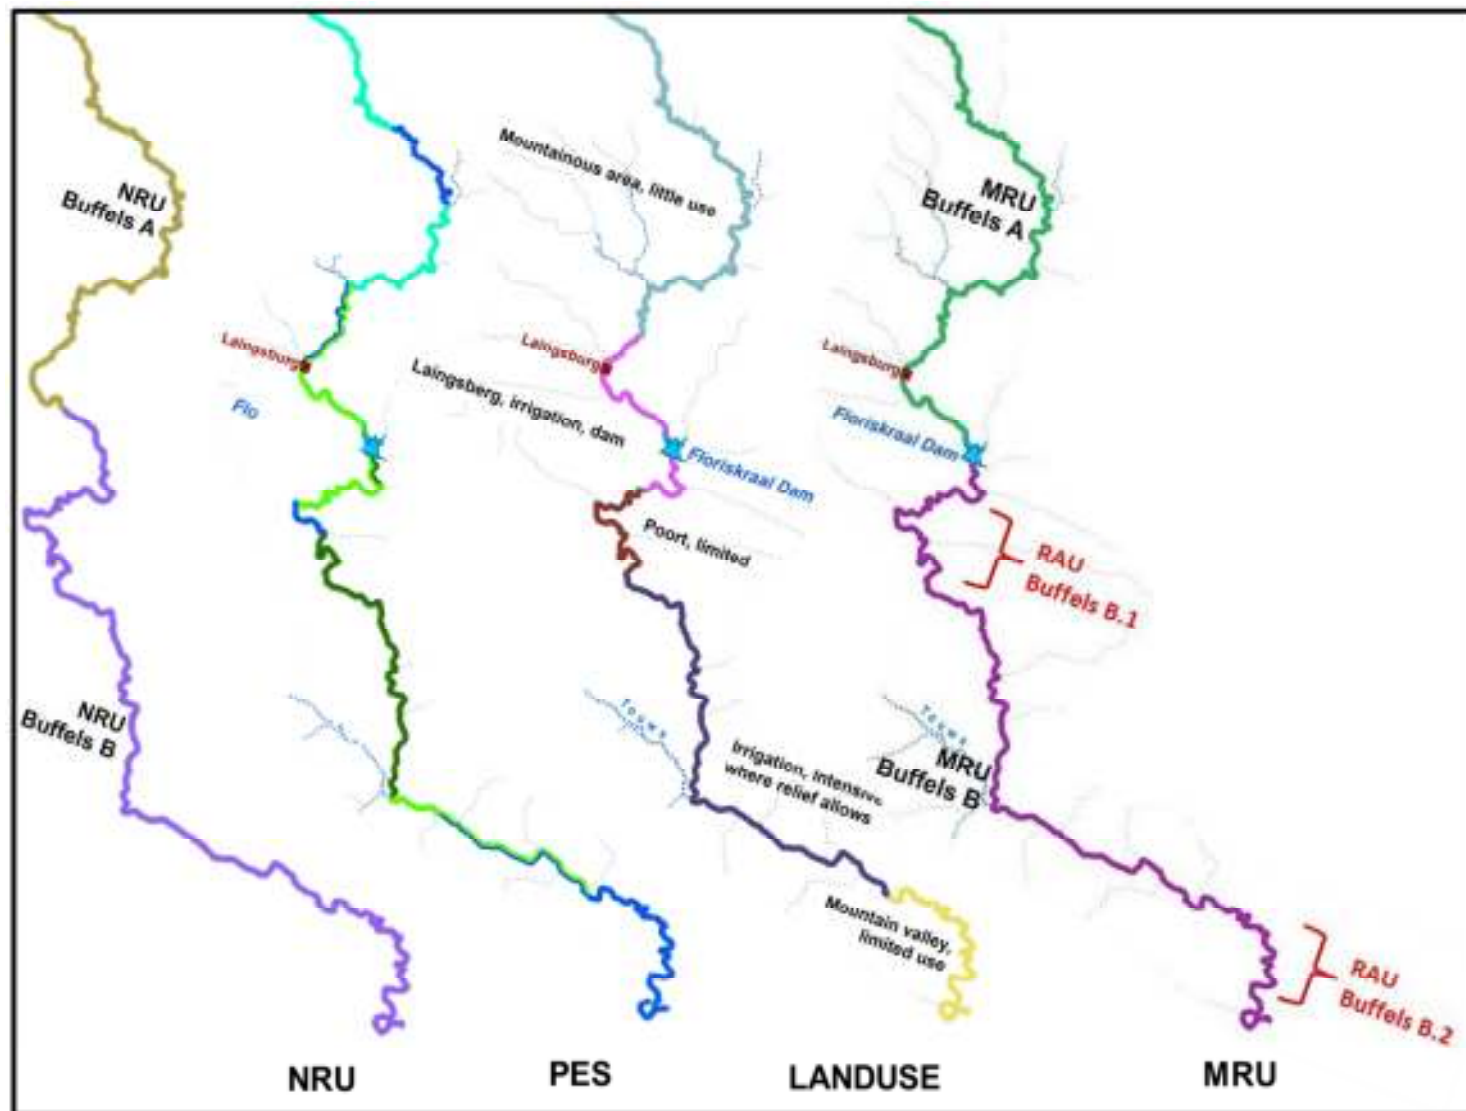 NRU
Buffels A
Mountainous area, little use
MRU
Buffels A
Laingsburg
Laingsburg
Laingsburg
Flo
Laingsberg, irrigation, dam
Floriskraal Dam
Floriskraal Dam
Poort, limited
RAU
Buffels B.1
NRU
Buffels B
Touws
Touws
Irrigation, intensive
where relief allows
MRU
Buffels B
Mountain valley,
limited use
RAU
Buffels B.2
NRU
PES
LANDUSE
MRU